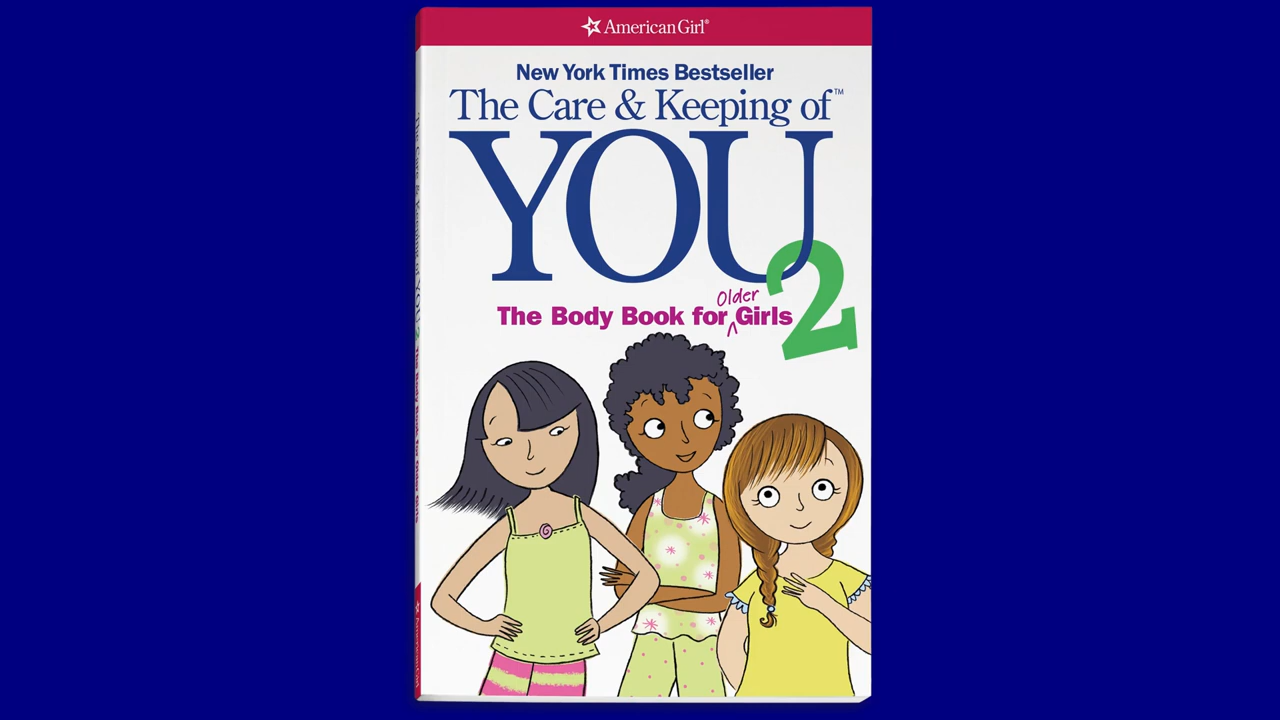 American Girl®
New York Times Bestseller
The Care & Keeping of™
YOU
2
The Body Book for Older Girls